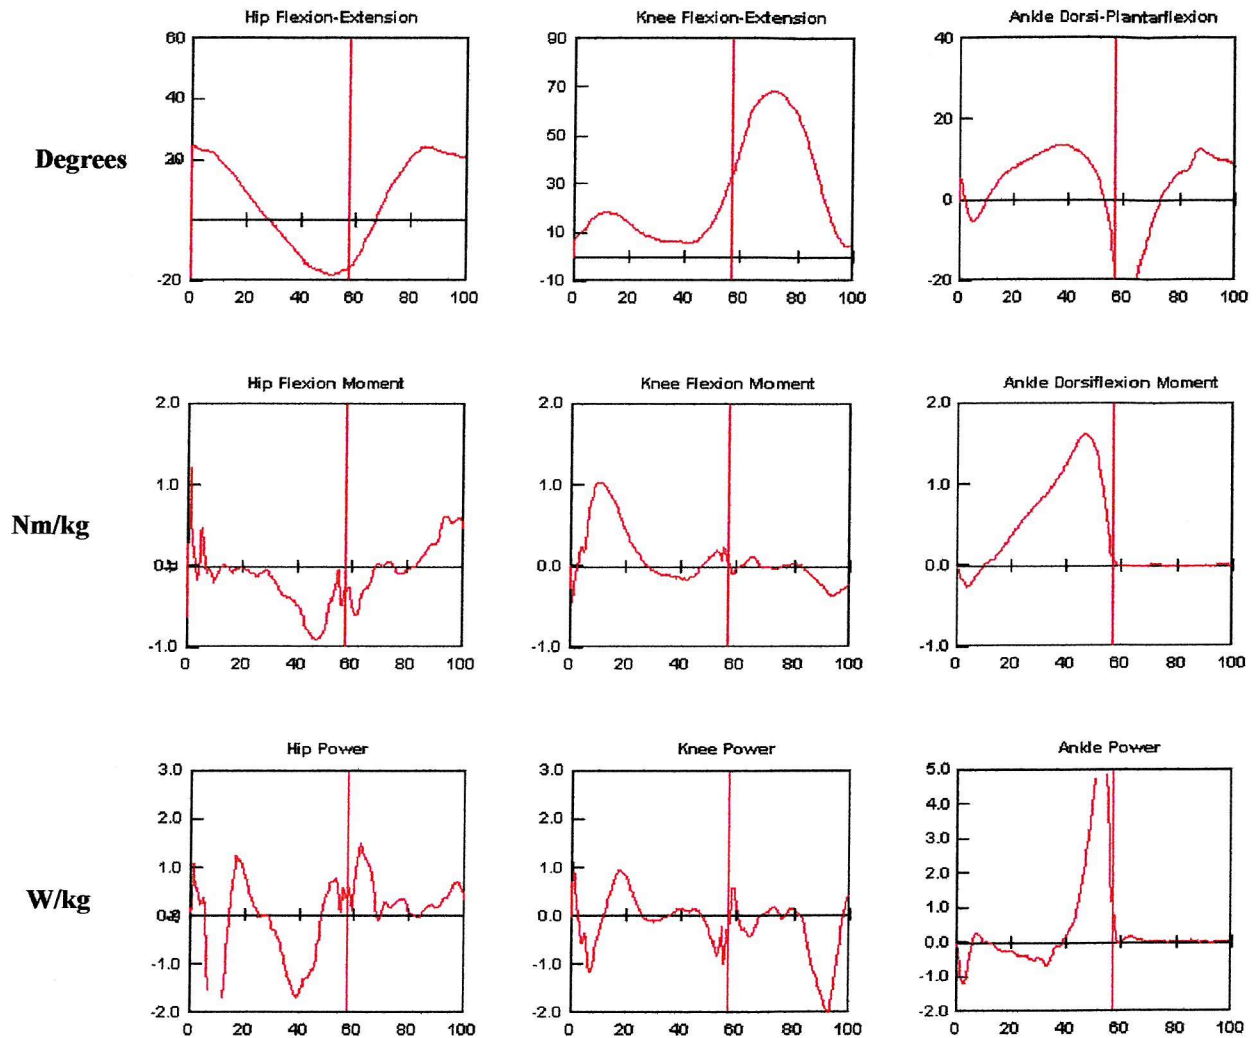 Hip Flexion-Extension
Knee Flexion-Extension
Ankle Dorsi-Plantarflexion
Degrees
60
40
20
-20
0 20 40 60 80 100
90
70
50
30
10
-10
0 20 40 60 80 100
40
20
0
-20
0 20 40 60 80 100
Hip Flexion Moment
Knee Flexion Moment
Ankle Dorsiflexion Moment
Nm/kg
2.0
1.0
0.0
-1.0
0 20 40 60 80 100
2.0
1.0
0.0
-1.0
0 20 40 60 80 100
2.0
1.0
0.0
-1.0
0 20 40 60 80 100
Hip Power
Knee Power
Ankle Power
W/kg
3.0
2.0
1.0
-1.0
-2.0
0 20 40 60 80 100
3.0
2.0
1.0
0.0
-1.0
-2.0
0 20 40 60 80 100
5.0
4.0
3.0
2.0
1.0
0.0
-1.0
-2.0
0 20 40 60 80 100